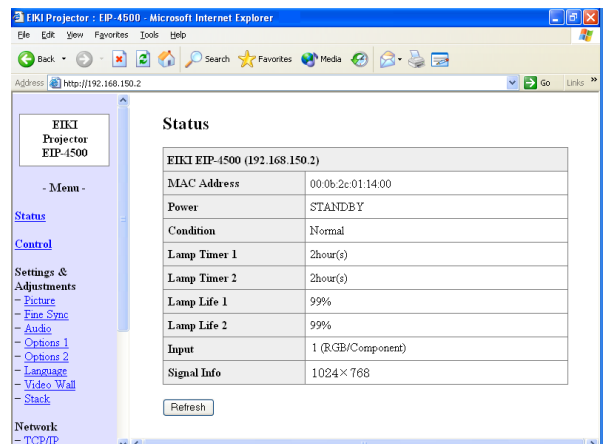 EIKI Projector : EIP-4500 - Microsoft Internet Explorer
File Edit View Favorites Tools Help
Back Search Favorites Media
Address http://192.168.150.2 Go Links »
EIKI
Projector
EIP-4500
- Menu -
Status
Control
Settings &
Adjustments
– Picture
– Fine Sync
– Audio
– Options 1
– Options 2
– Language
– Video Wall
– Stack
Network
– TCP/IP
Status
EIKI EIP-4500 (192.168.150.2)
MAC Address 00:0b:2c:01:14:00
Power STANDBY
Condition Normal
Lamp Timer 1 2hour(s)
Lamp Timer 2 2hour(s)
Lamp Life 1 99%
Lamp Life 2 99%
Input 1 (RGB/Component)
Signal Info 1024×768
Refresh